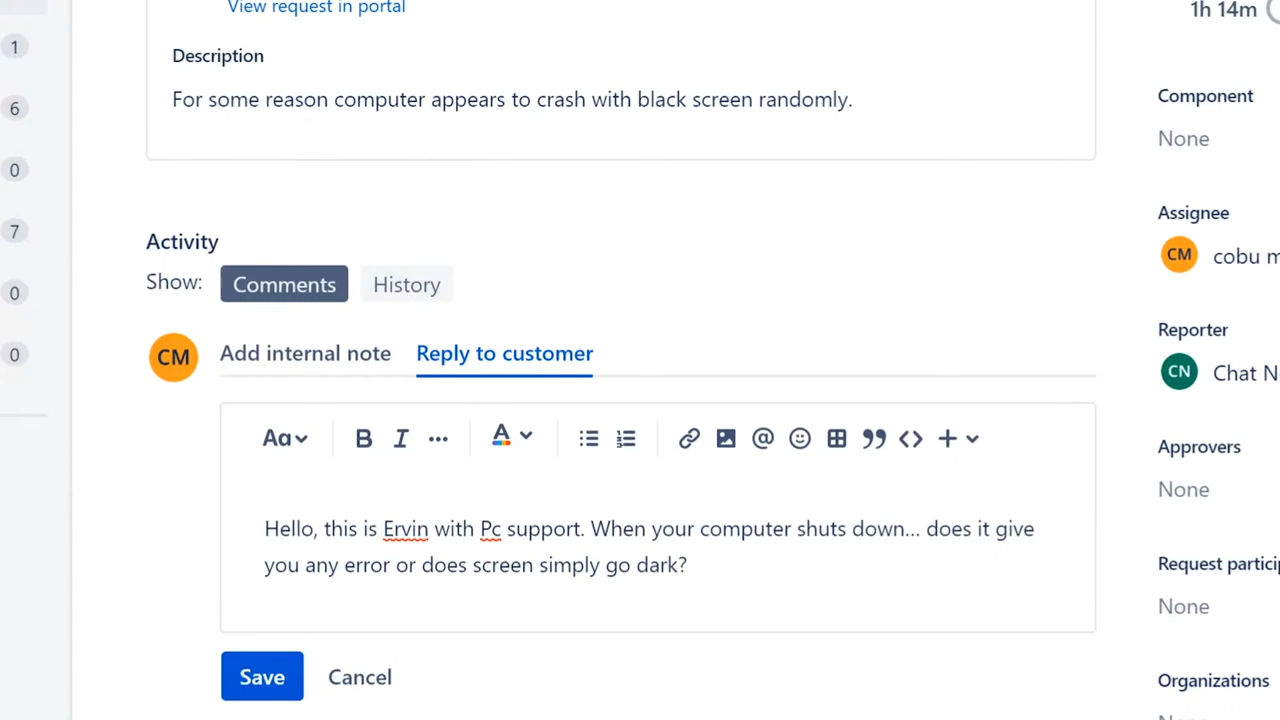 View request in portal
1h 14m
1
Description
6
For some reason computer appears to crash with black screen randomly.
Component
None
0
7
Assignee
CM cobu m
Activity
Show: Comments History
0
Reporter
CN Chat N
0
CM Add internal note Reply to customer
Aa B I ... A @ +
Approvers
None
Hello, this is Ervin with Pc support. When your computer shuts down... does it give
you any error or does screen simply go dark?
Request partici
None
Save Cancel
Organizations